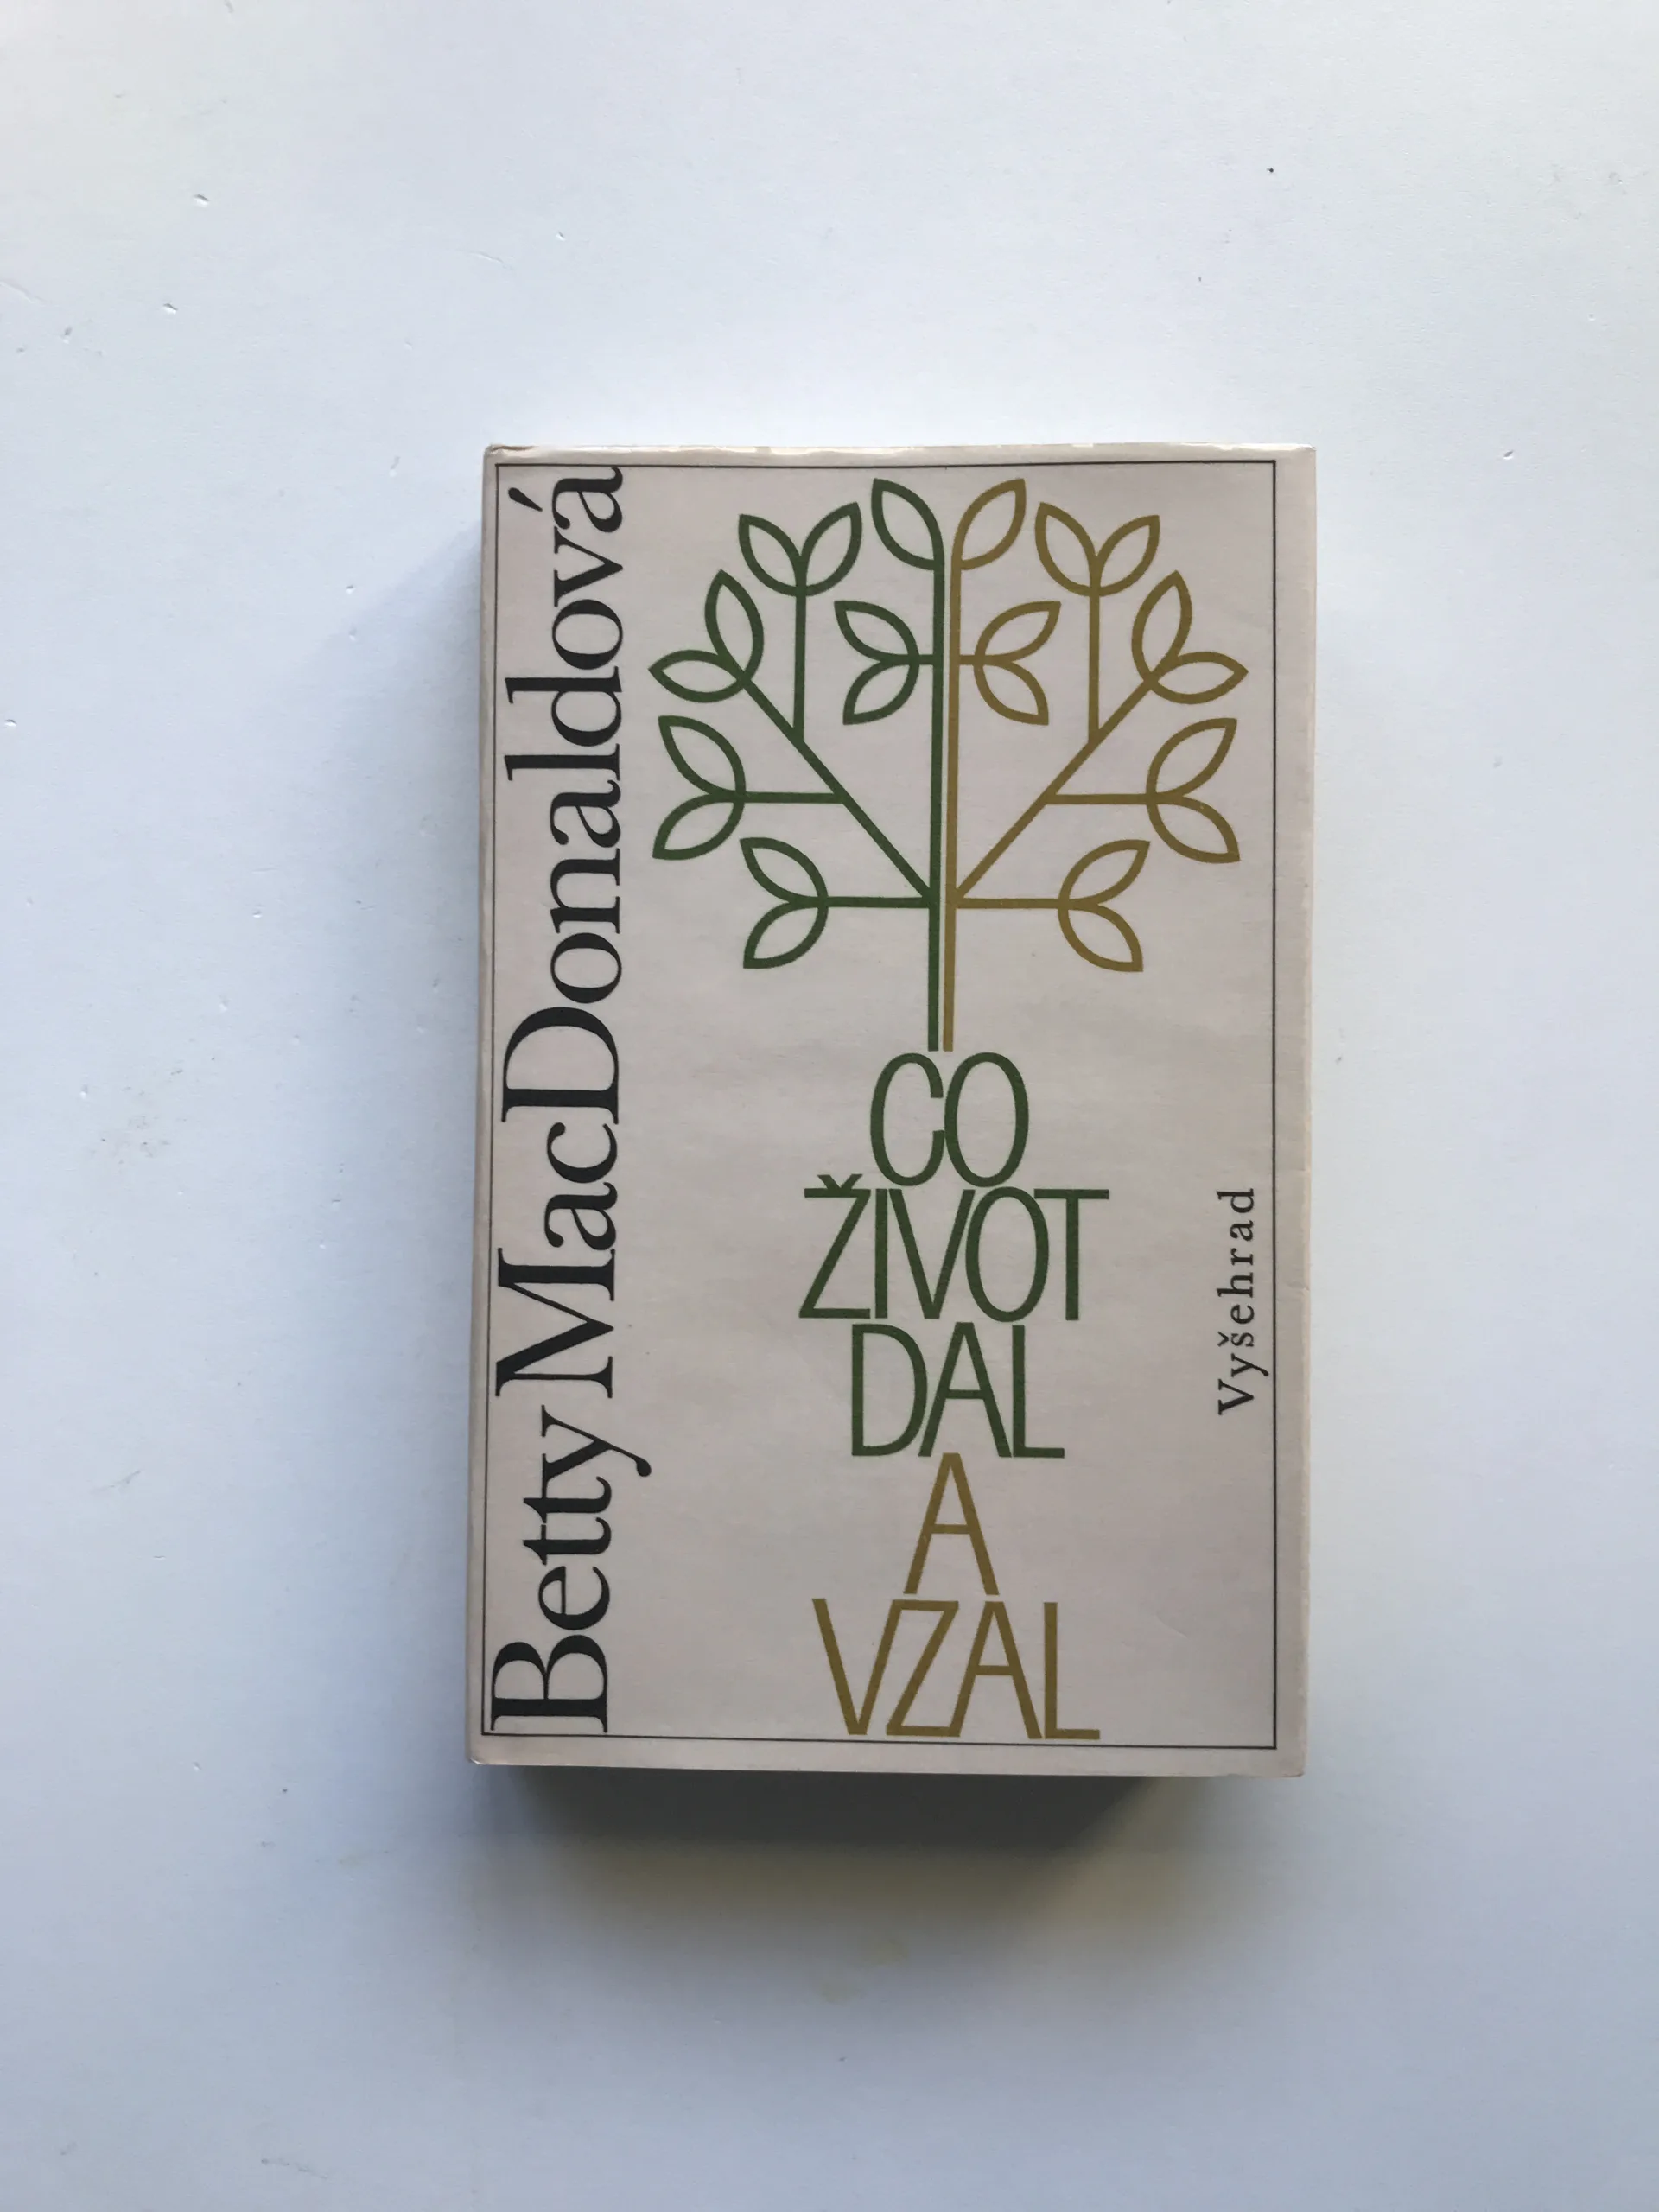 Betty MacDonaldová
CO
ŽIVOT
DAL
A
VZAL
Vyšehrad